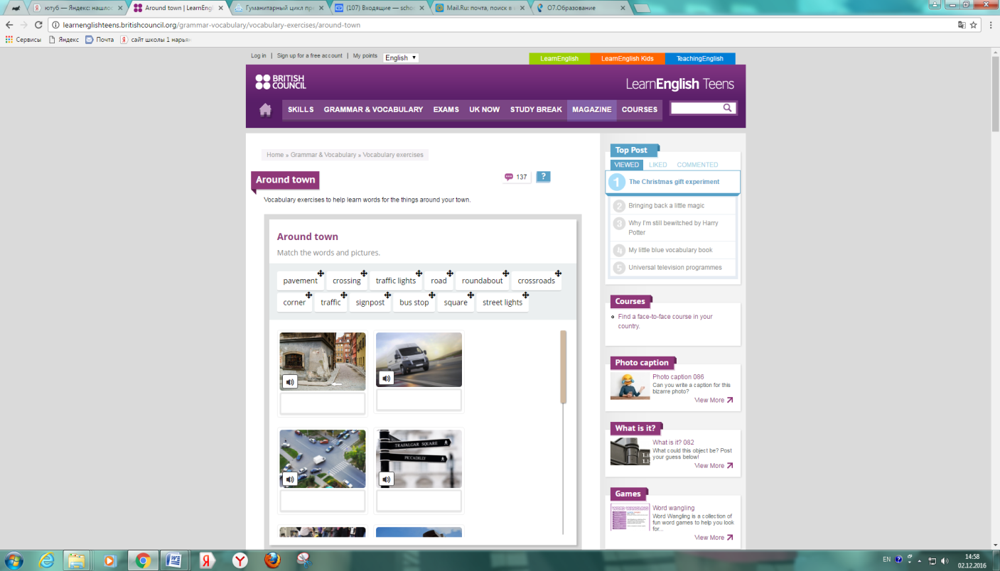 ютуб — Яндекс: нашлос
Around town | LearnEngl
Гуманитарный цикл пр
(107) Входящие — scho
Mail.Ru: почта, поиск в
О7.Образование
learnenglishteens.britishcouncil.org/grammar-vocabulary/vocabulary-exercises/around-town
Сервисы Яндекс Почта сайт школы 1 нарья
Log in | Sign up for a free account | My points English
LearnEnglish LearnEnglish Kids TeachingEnglish
BRITISH
COUNCIL
LearnEnglish Teens
SKILLS GRAMMAR & VOCABULARY EXAMS UK NOW STUDY BREAK MAGAZINE COURSES
Home » Grammar & Vocabulary » Vocabulary exercises
Around town
137 ?
Vocabulary exercises to help learn words for the things around your town.
Around town
Match the words and pictures.
pavement crossing traffic lights road roundabout crossroads
corner traffic signpost bus stop square street lights
TRAFALGAR SQUARE
PICCADILLY
Top Post
VIEWED LIKED COMMENTED
1 The Christmas gift experiment
2 Bringing back a little magic
3 Why I'm still bewitched by Harry
Potter
4 My little blue vocabulary book
5 Universal television programmes
Courses
Find a face-to-face course in your
country.
Photo caption
Photo caption 086
Can you write a caption for this
bizarre photo?
View More
What is it?
What is it? 082
What could this object be? Post
your guess below!
View More
Games
WORD WANGLING
Word wangling
Word Wangling is a collection of
fun word games to help you look
for...
View More
EN
14:58
02.12.2016